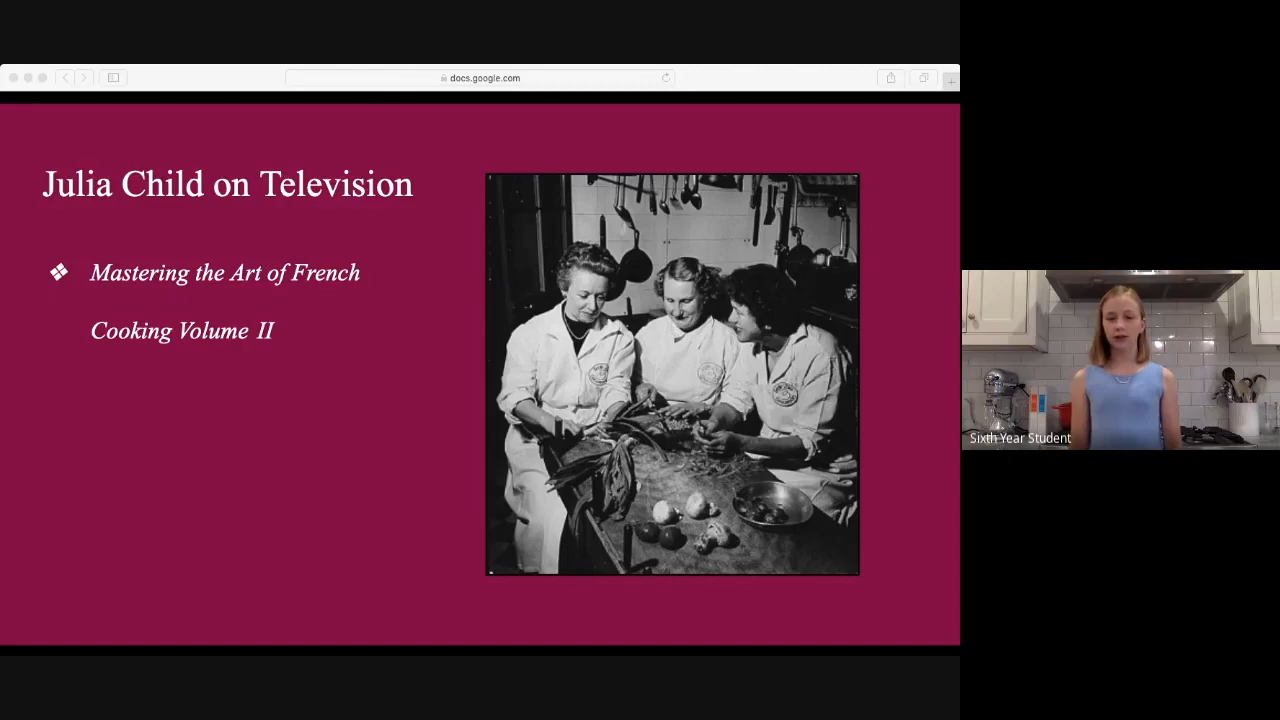 docs.google.com
Julia Child on Television
Mastering the Art of French
Cooking Volume II
Sixth Year Student